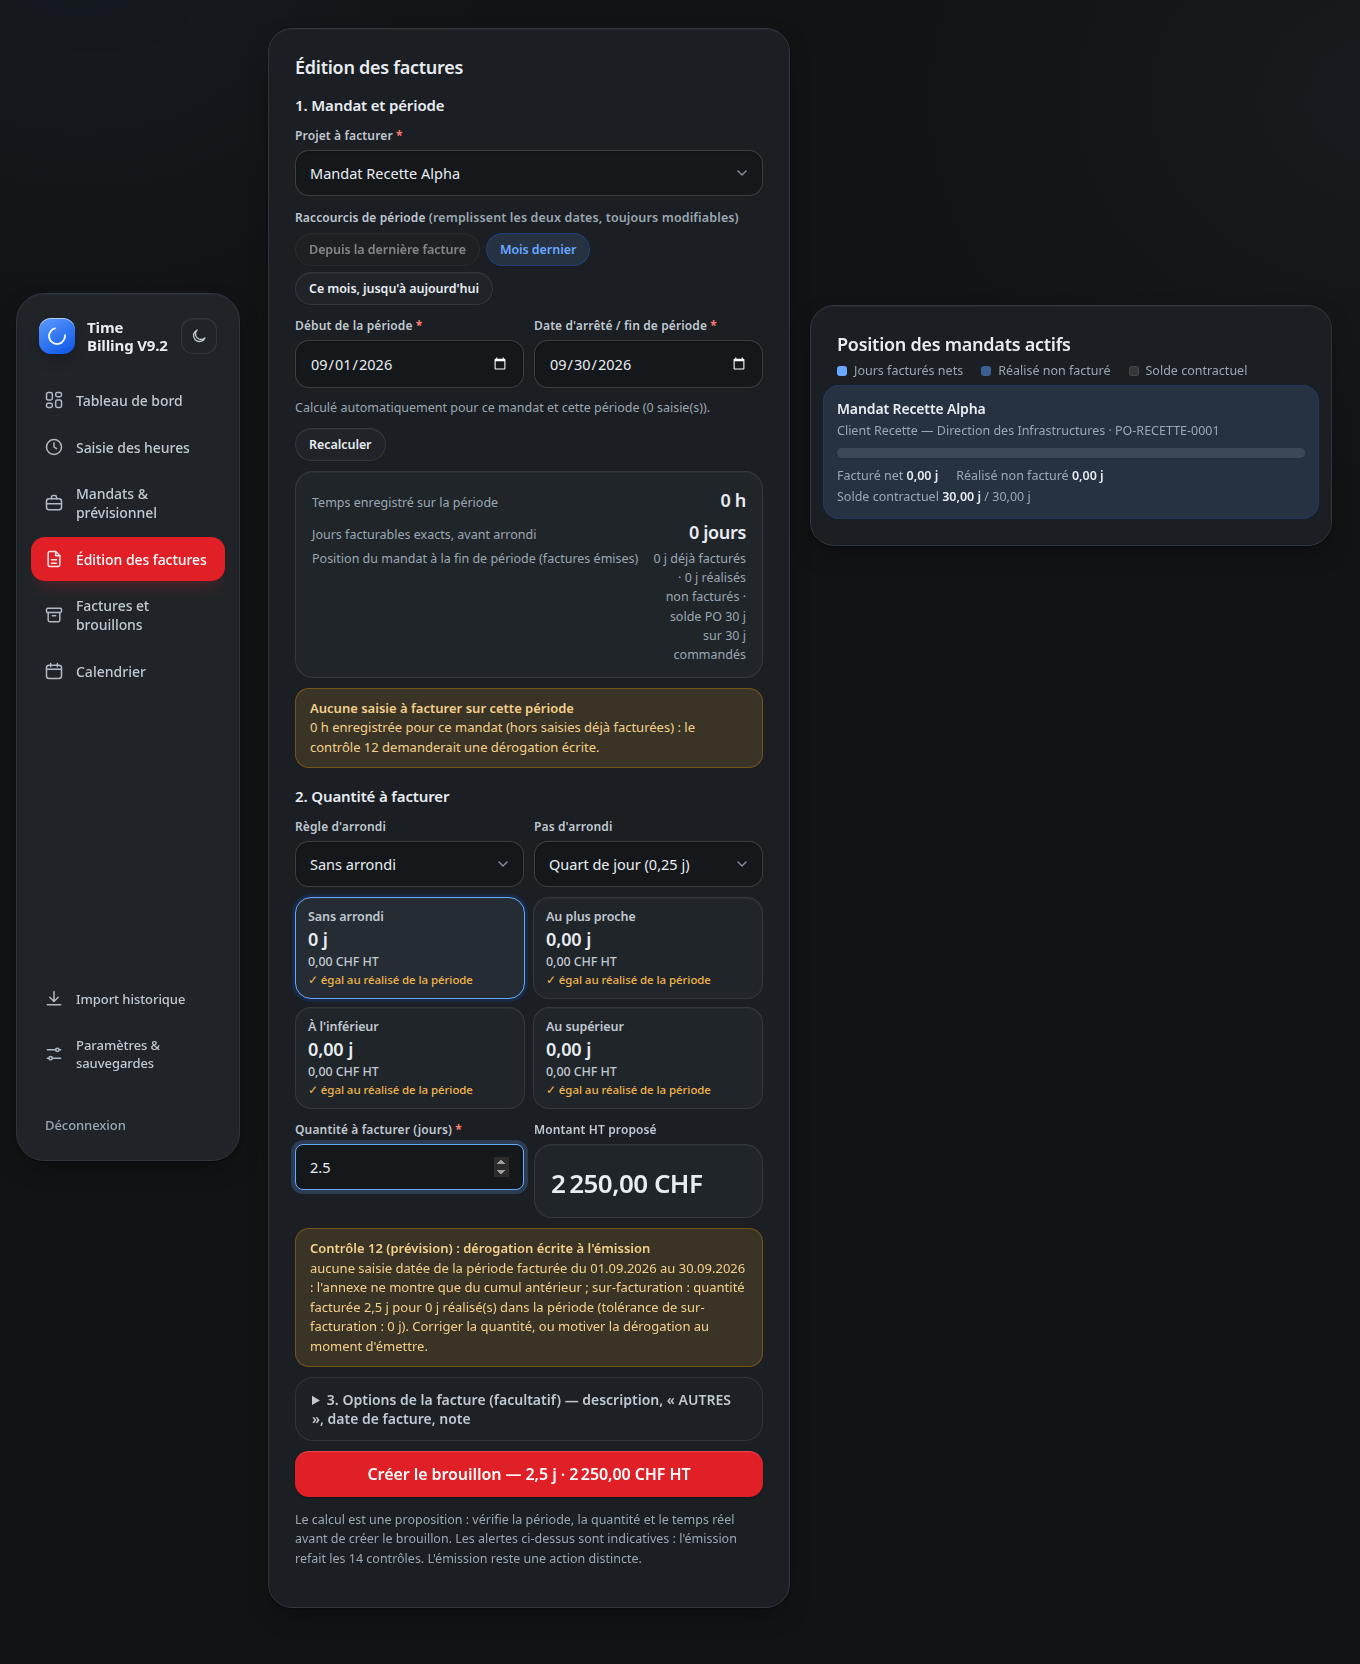 Time
Billing V9.2
Tableau de bord
Saisie des heures
Mandats &
prévisionnel
Édition des factures
Factures et
brouillons
Calendrier
Import historique
Paramètres &
sauvegardes
Déconnexion
Édition des factures
1. Mandat et période
Projet à facturer *
Mandat Recette Alpha
Raccourcis de période (remplissent les deux dates, toujours modifiables)
Depuis la dernière facture
Mois dernier
Ce mois, jusqu'à aujourd'hui
Début de la période *
Date d'arrêté / fin de période *
09/01/2026
09/30/2026
Calculé automatiquement pour ce mandat et cette période (0 saisie(s)).
Recalculer
Temps enregistré sur la période
0 h
Jours facturables exacts, avant arrondi
0 jours
Position du mandat à la fin de période (factures émises)
0 j déjà facturés
· 0 j réalisés
non facturés ·
solde PO 30 j
sur 30 j
commandés
Aucune saisie à facturer sur cette période
0 h enregistrée pour ce mandat (hors saisies déjà facturées) : le
contrôle 12 demanderait une dérogation écrite.
2. Quantité à facturer
Règle d'arrondi
Pas d'arrondi
Sans arrondi
Quart de jour (0,25 j)
Sans arrondi
0 j
0,00 CHF HT
✓ égal au réalisé de la période
Au plus proche
0,00 j
0,00 CHF HT
✓ égal au réalisé de la période
À l'inférieur
0,00 j
0,00 CHF HT
✓ égal au réalisé de la période
Au supérieur
0,00 j
0,00 CHF HT
✓ égal au réalisé de la période
Quantité à facturer (jours) *
Montant HT proposé
2.5
2 250,00 CHF
Contrôle 12 (prévision) : dérogation écrite à l'émission
aucune saisie datée de la période facturée du 01.09.2026 au 30.09.2026
: l'annexe ne montre que du cumul antérieur ; sur-facturation : quantité
facturée 2,5 j pour 0 j réalisé(s) dans la période (tolérance de sur-
facturation : 0 j). Corriger la quantité, ou motiver la dérogation au
moment d'émettre.
▶ 3. Options de la facture (facultatif) — description, « AUTRES
», date de facture, note
Créer le brouillon — 2,5 j · 2 250,00 CHF HT
Le calcul est une proposition : vérifie la période, la quantité et le temps réel
avant de créer le brouillon. Les alertes ci-dessus sont indicatives : l'émission
refait les 14 contrôles. L'émission reste une action distincte.
Position des mandats actifs
Jours facturés nets
Réalisé non facturé
Solde contractuel
Mandat Recette Alpha
Client Recette — Direction des Infrastructures · PO-RECETTE-0001
Facturé net 0,00 j
Réalisé non facturé 0,00 j
Solde contractuel 30,00 j / 30,00 j